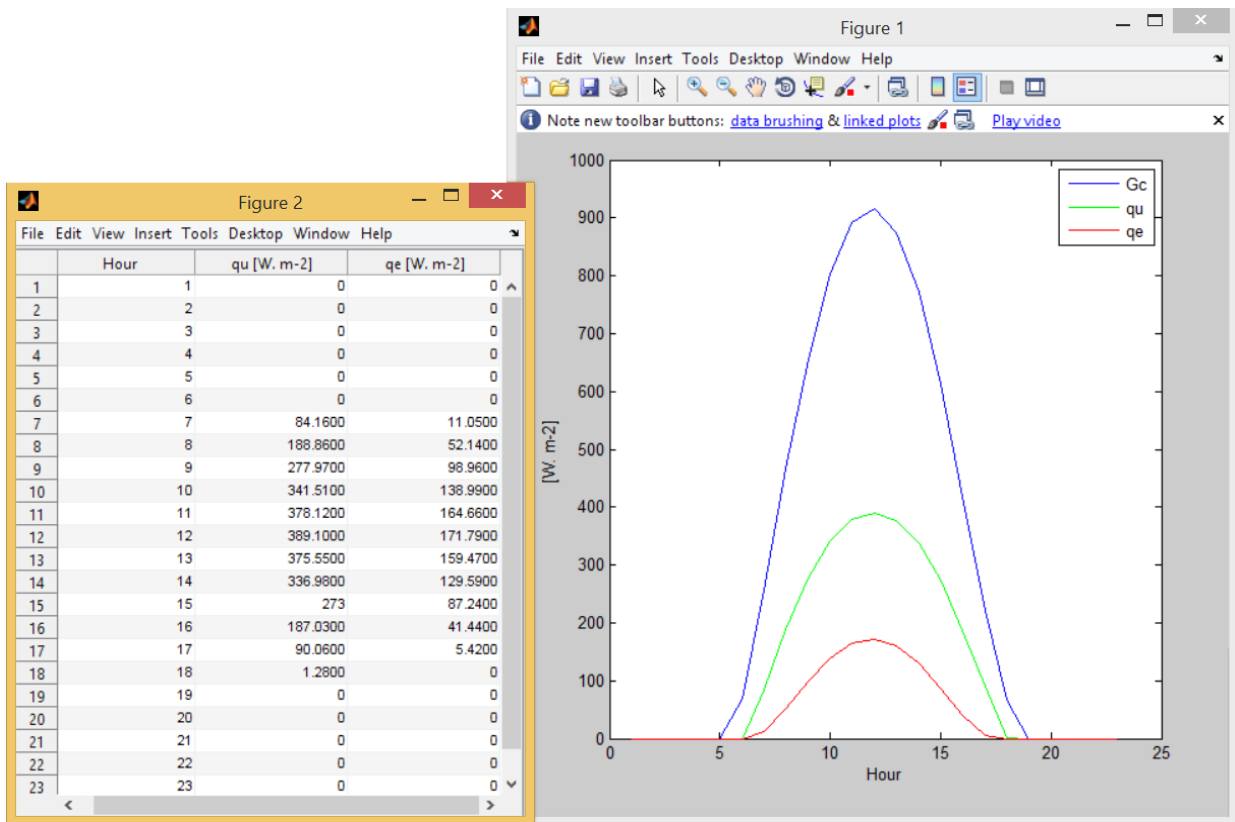 Figure 1
File Edit View Insert Tools Desktop Window Help
Note new toolbar buttons: data brushing & linked plots Play video
1000
900
800
700
600
500
400
300
200
100
0
[W. m-2]
0 5 10 15 20 25
Hour
Gc
qu
qe
Figure 2
File Edit View Insert Tools Desktop Window Help
Hour qu [W. m-2] qe [W. m-2]
1 1 0 0
2 2 0 0
3 3 0 0
4 4 0 0
5 5 0 0
6 6 0 0
7 7 84.1600 11.0500
8 8 188.8600 52.1400
9 9 277.9700 98.9600
10 10 341.5100 138.9900
11 11 378.1200 164.6600
12 12 389.1000 171.7900
13 13 375.5500 159.4700
14 14 336.9800 129.5900
15 15 273 87.2400
16 16 187.0300 41.4400
17 17 90.0600 5.4200
18 18 1.2800 0
19 19 0 0
20 20 0 0
21 21 0 0
22 22 0 0
23 23 0 0